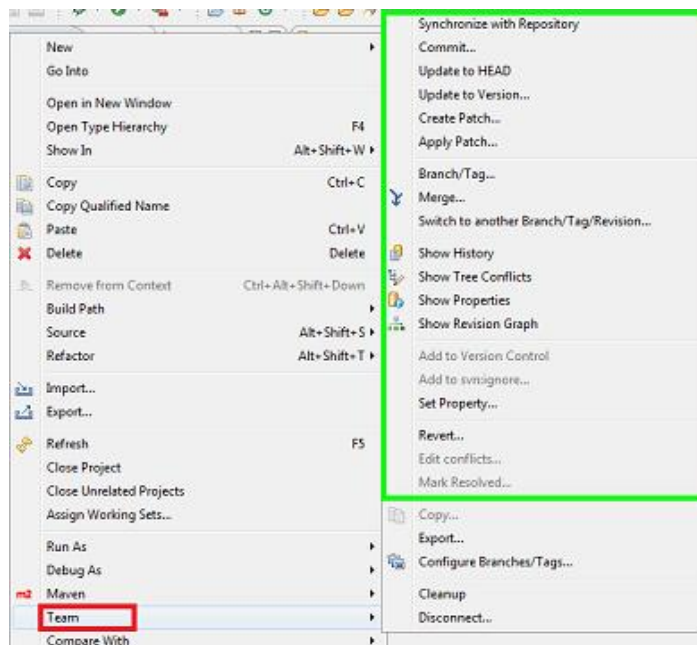 New
Go Into
Open in New Window
Open Type Hierarchy F4
Show In Alt+Shift+W
Copy Ctrl+C
Copy Qualified Name
Paste Ctrl+V
Delete Delete
Remove from Context Ctrl+Alt+Shift+Down
Build Path
Source Alt+Shift+S
Refactor Alt+Shift+T
Import...
Export...
Refresh F5
Close Project
Close Unrelated Projects
Assign Working Sets...
Run As
Debug As
m2 Maven
Team
Compare With
Synchronize with Repository
Commit...
Update to HEAD
Update to Version...
Create Patch...
Apply Patch...
Branch/Tag...
Merge...
Switch to another Branch/Tag/Revision...
Show History
Show Tree Conflicts
Show Properties
Show Revision Graph
Add to Version Control
Add to svn:ignore...
Set Property...
Revert...
Edit conflicts...
Mark Resolved...
Copy...
Export...
Configure Branches/Tags...
Cleanup
Disconnect...